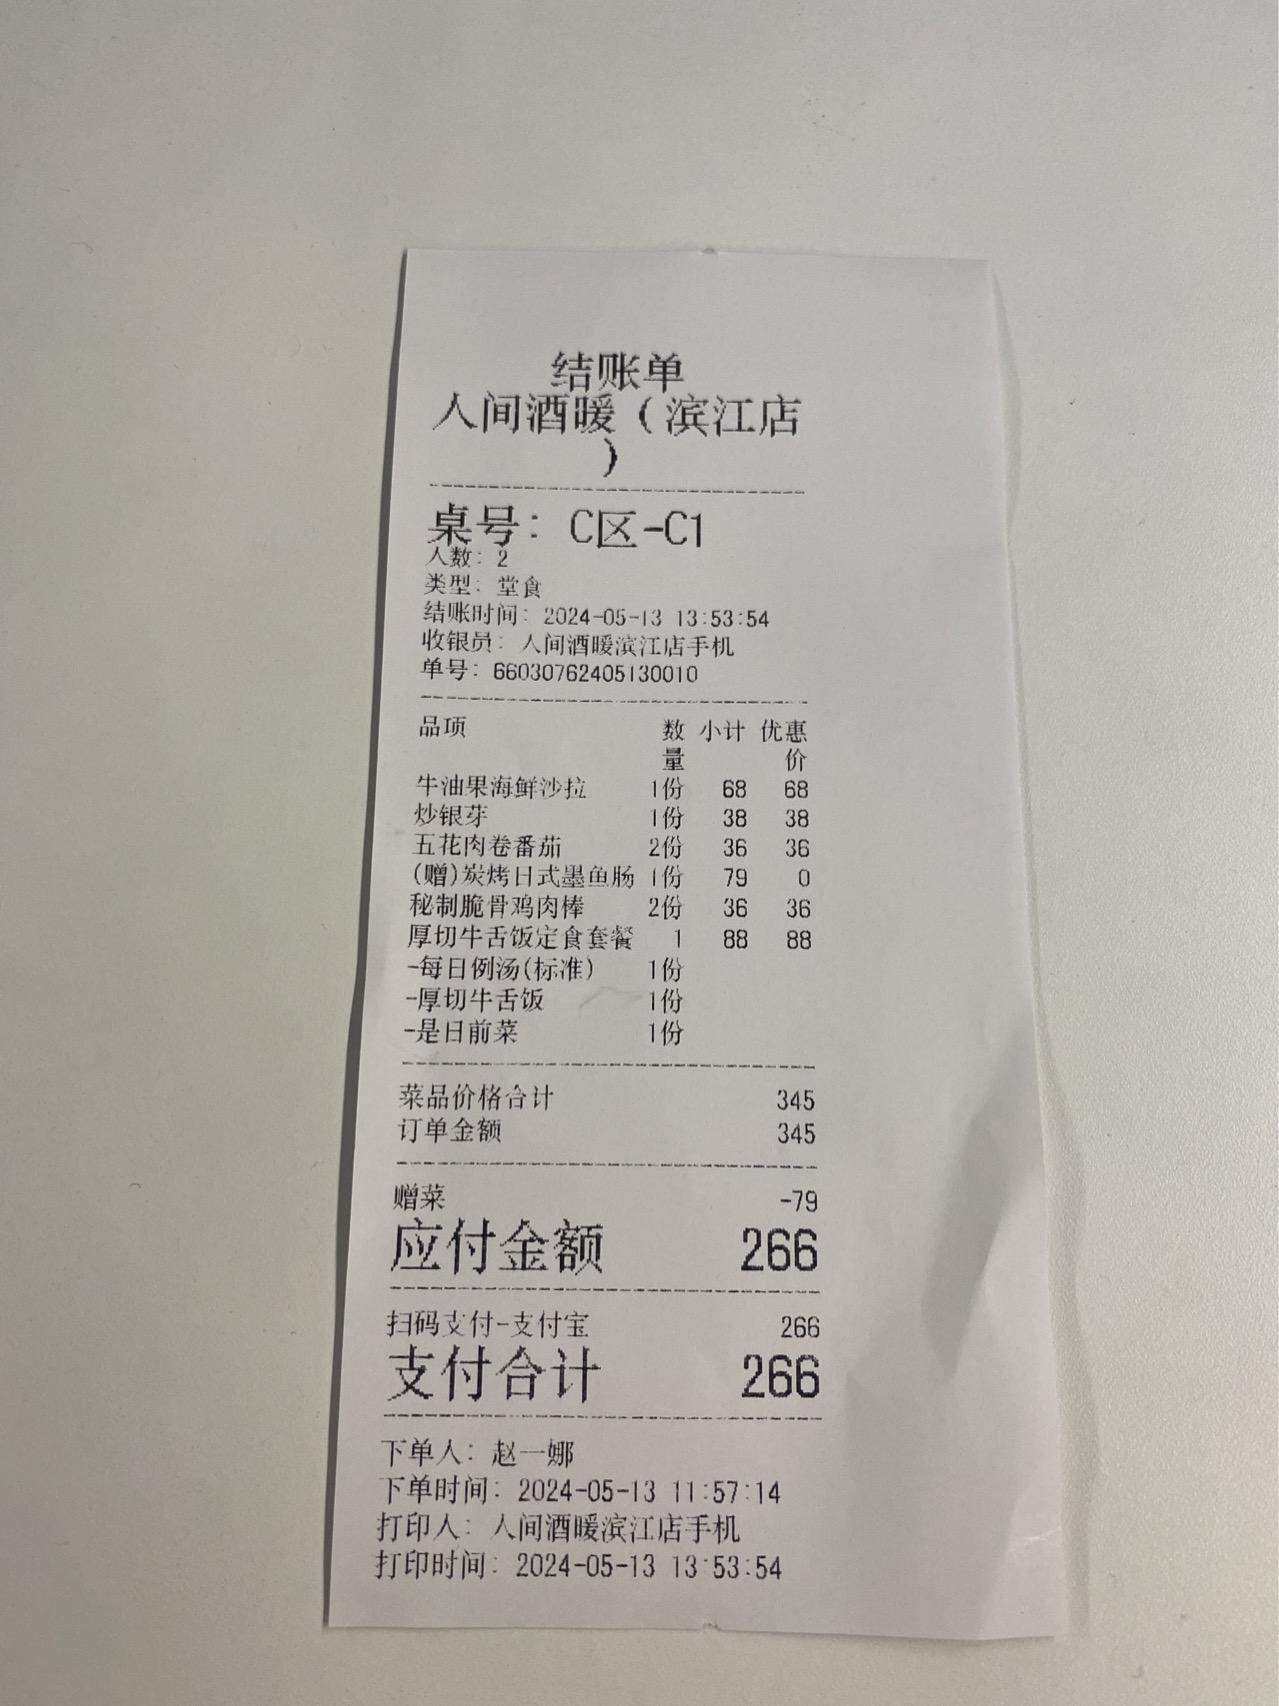 结账单
人间酒暖（滨江店
）
桌号：C区-C1
人数：2
类型：堂食
结账时间：2024-05-13 13:53:54
收银员：人间酒暖滨江店手机
单号：66030762405130010
品项 数量 小计 优惠价
牛油果海鲜沙拉 1份 68 68
炒银芽 1份 38 38
五花肉卷番茄 2份 36 36
(赠)炭烤日式墨鱼肠 1份 79 0
秘制脆骨鸡肉棒 2份 36 36
厚切牛舌饭定食套餐 1 88 88
-每日例汤(标准) 1份
-厚切牛舌饭 1份
-是日前菜 1份
菜品价格合计 345
订单金额 345
赠菜 -79
应付金额 266
扫码支付-支付宝 266
支付合计 266
下单人：赵一娜
下单时间：2024-05-13 11:57:14
打印人：人间酒暖滨江店手机
打印时间：2024-05-13 13:53:54